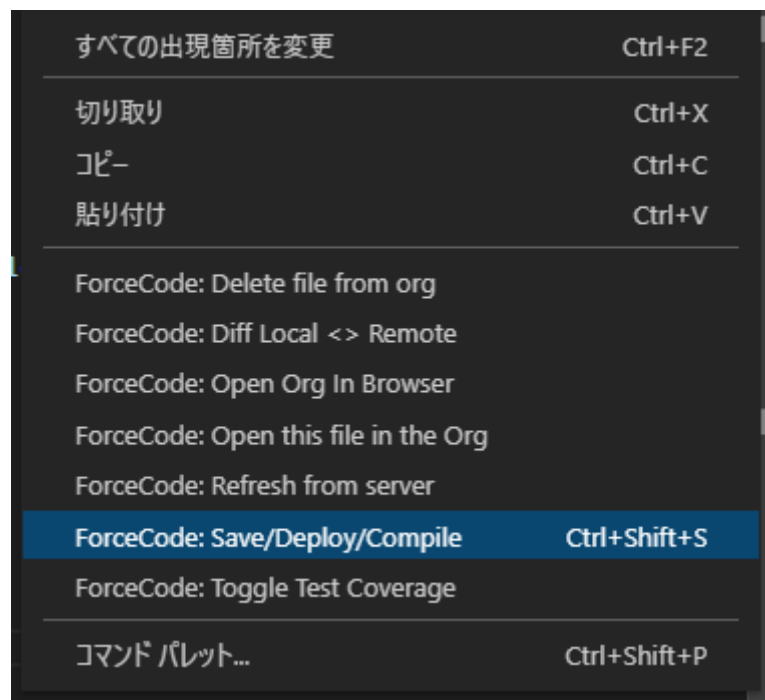 すべての出現箇所を変更 Ctrl+F2
切り取り Ctrl+X
コピー Ctrl+C
貼り付け Ctrl+V
ForceCode: Delete file from org
ForceCode: Diff Local <> Remote
ForceCode: Open Org In Browser
ForceCode: Open this file in the Org
ForceCode: Refresh from server
ForceCode: Save/Deploy/Compile Ctrl+Shift+S
ForceCode: Toggle Test Coverage
コマンド パレット... Ctrl+Shift+P